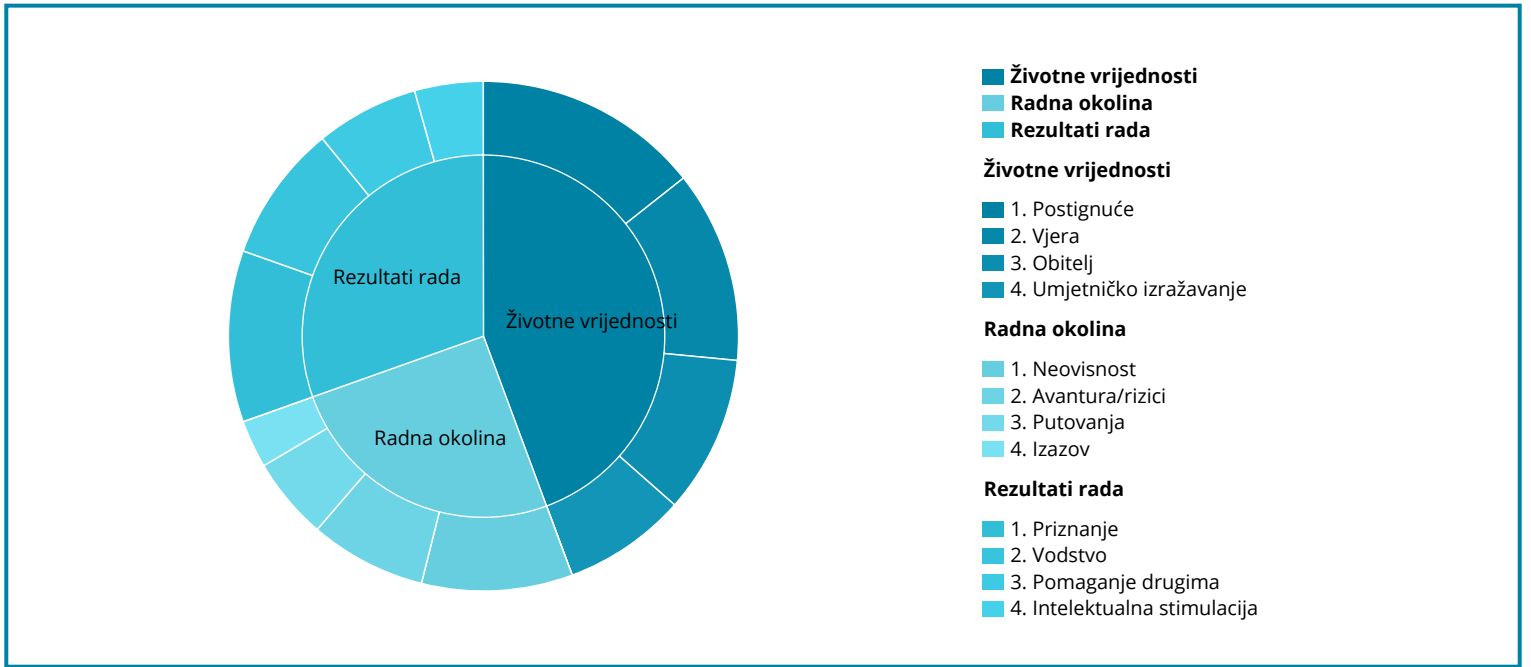 Rezultati rada
Životne vrijednosti
Radna okolina
Životne vrijednosti
Radna okolina
Rezultati rada
Životne vrijednosti
1. Postignuće
2. Vjera
3. Obitelj
4. Umjetničko izražavanje
Radna okolina
1. Neovisnost
2. Avantura/rizici
3. Putovanja
4. Izazov
Rezultati rada
1. Priznanje
2. Vodstvo
3. Pomaganje drugima
4. Intelektualna stimulacija